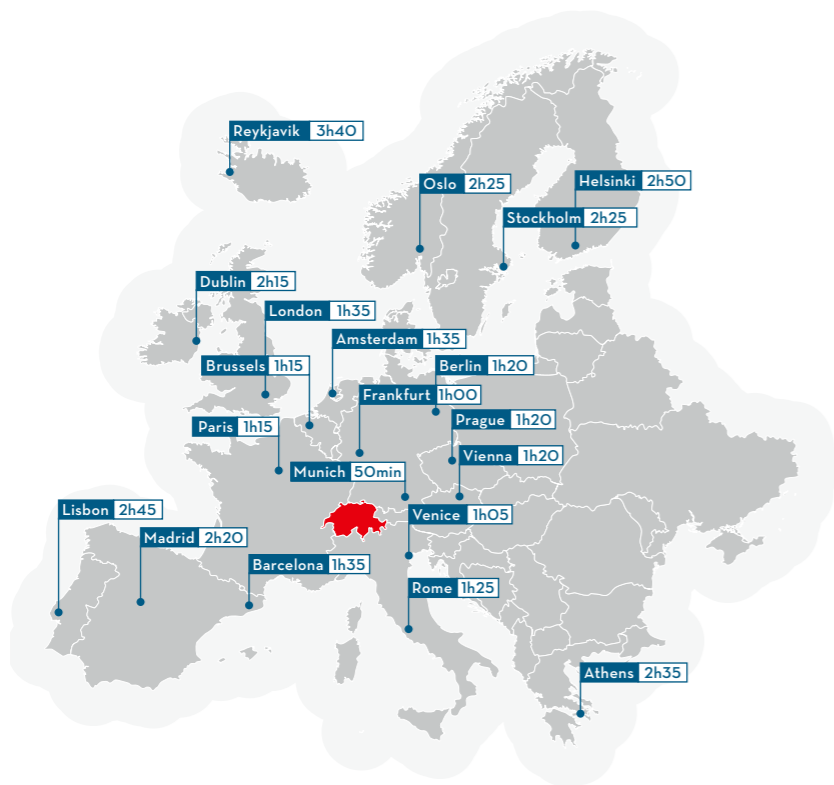 Reykjavik 3h40
Oslo 2h25
Helsinki 2h50
Stockholm 2h25
Dublin 2h15
London 1h35
Amsterdam 1h35
Brussels 1h15
Berlin 1h20
Frankfurt 1h00
Paris 1h15
Prague 1h20
Vienna 1h20
Munich 50min
Lisbon 2h45
Venice 1h05
Madrid 2h20
Barcelona 1h35
Rome 1h25
Athens 2h35